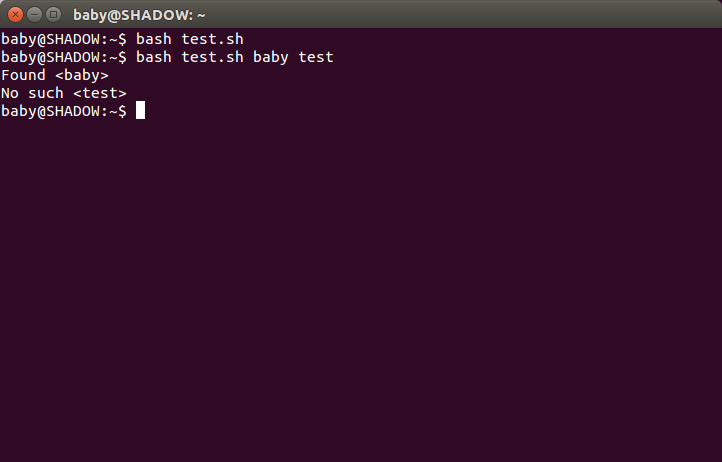 baby@SHADOW: ~
baby@SHADOW:~$ bash test.sh
baby@SHADOW:~$ bash test.sh baby test
Found <baby>
No such <test>
baby@SHADOW:~$